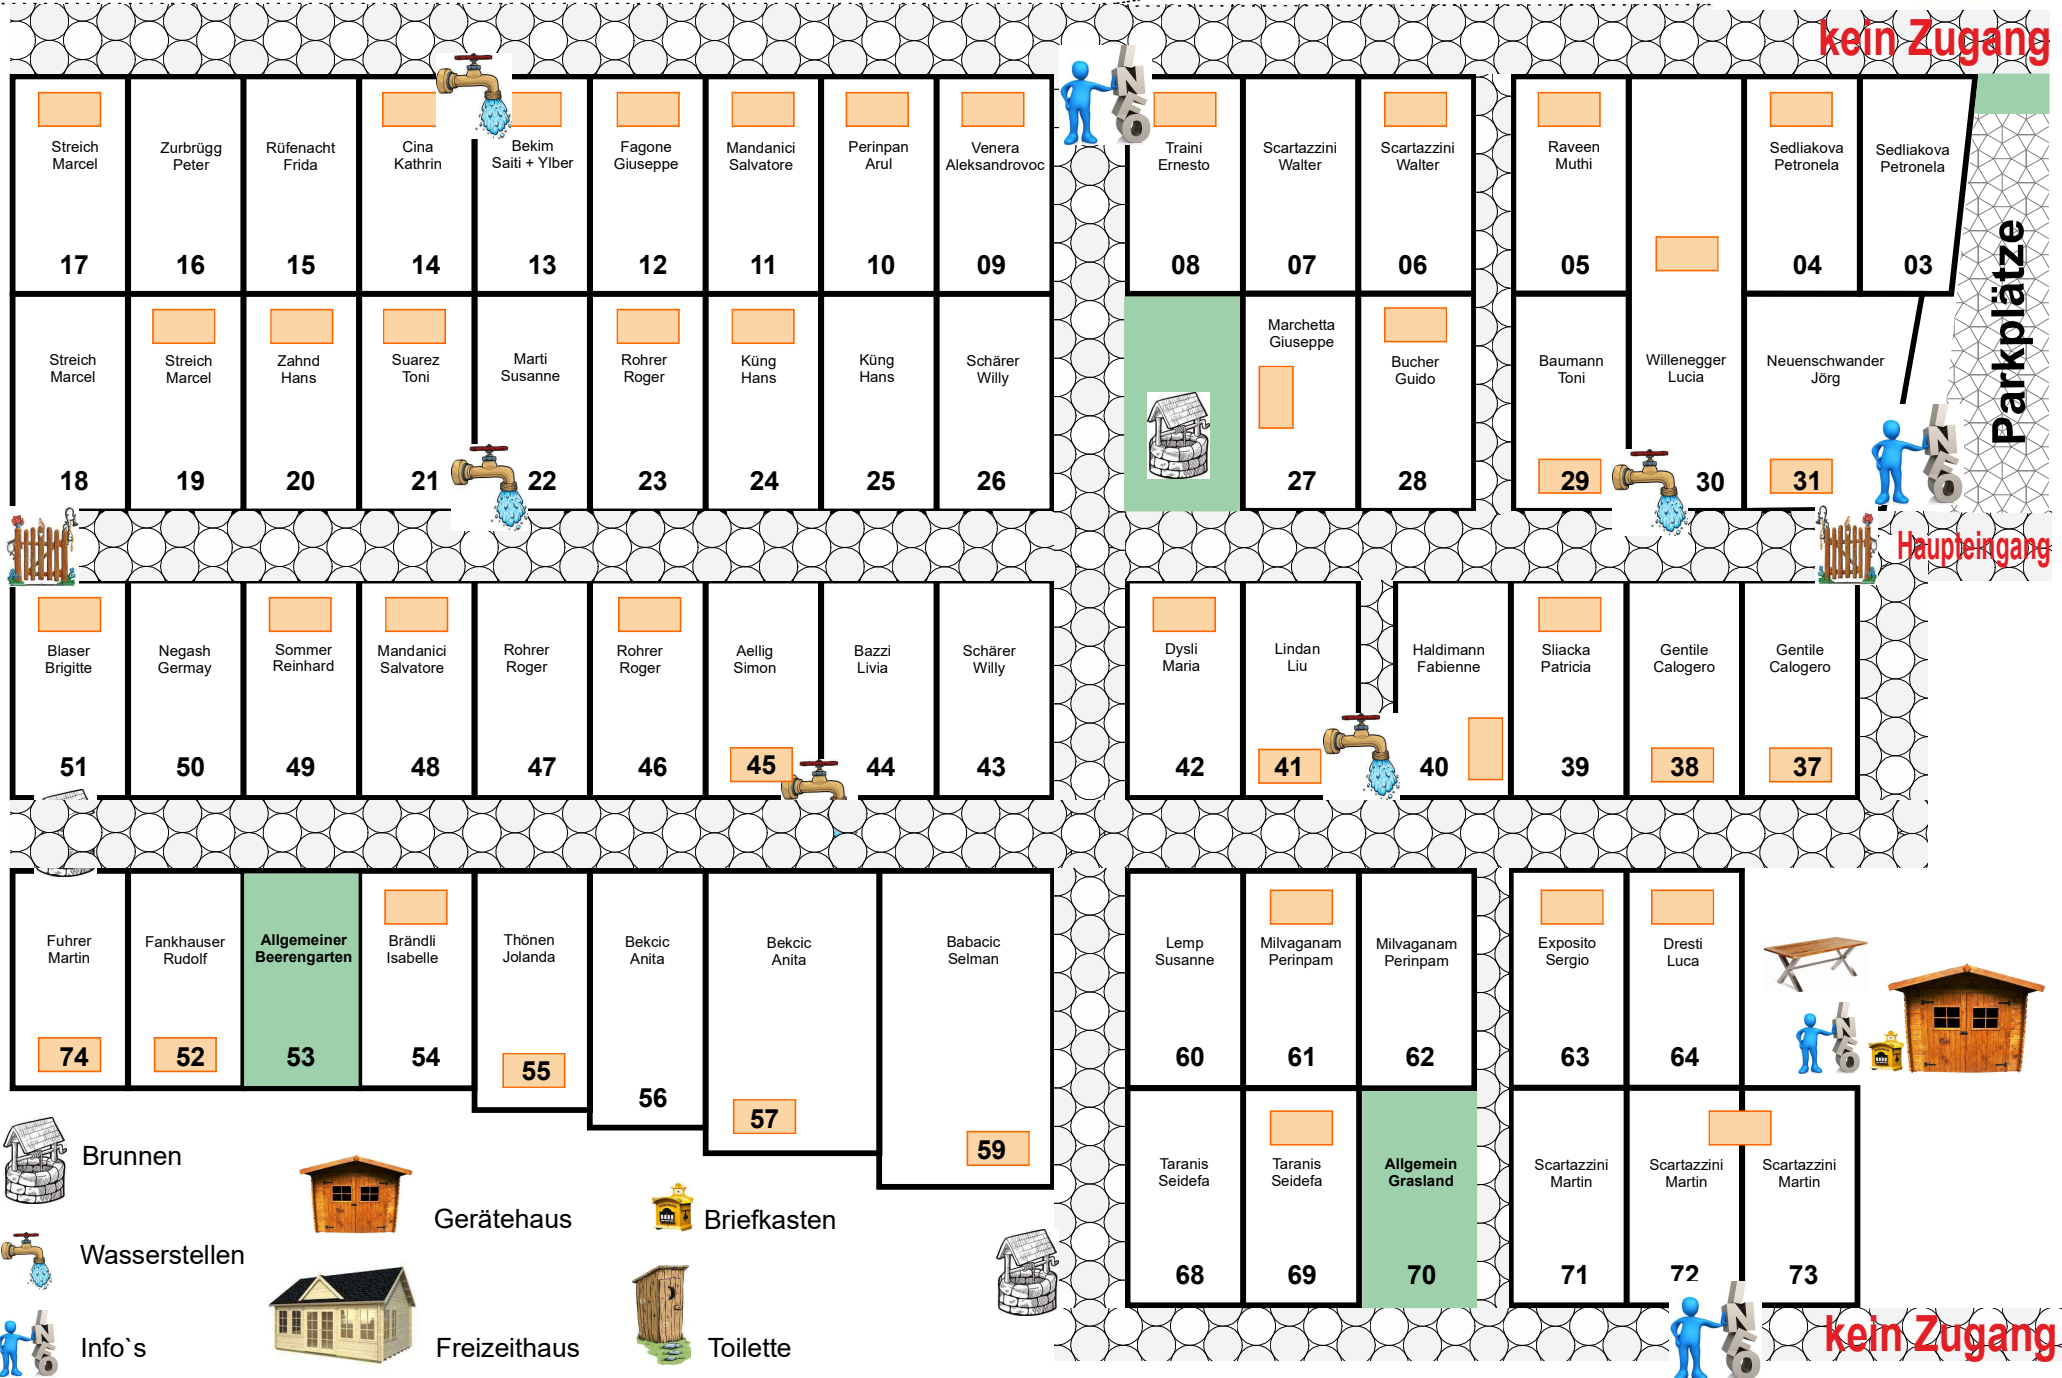 kein Zugang
Streich
Marcel
17
Zurbrügg
Peter
16
Rüfenacht
Frida
15
Cina
Kathrin
14
Bekim
Saiti + Ylber
13
Fagone
Giuseppe
12
Mandanici
Salvatore
11
Perinpan
Arul
10
Venera
Aleksandrovoc
09
INFO
Traini
Ernesto
08
Scartazzini
Walter
07
Scartazzini
Walter
06
Raveen
Muthi
05
Sedliakova
Petronela
04
Sedliakova
Petronela
03
Parkplätze
Streich
Marcel
18
Streich
Marcel
19
Zahnd
Hans
20
Suarez
Toni
21
Marti
Susanne
22
Rohrer
Roger
23
Küng
Hans
24
Küng
Hans
25
Schärer
Willy
26
Marchetta
Giuseppe
27
Bucher
Guido
28
Baumann
Toni
29
Willenegger
Lucia
30
Neuenschwander
Jörg
31
INFO
Haupteingang
Blaser
Brigitte
51
Negash
Germay
50
Sommer
Reinhard
49
Mandanici
Salvatore
48
Rohrer
Roger
47
Rohrer
Roger
46
Aellig
Simon
45
Bazzi
Livia
44
Schärer
Willy
43
Dysli
Maria
42
Lindan
Liu
41
Haldimann
Fabienne
40
Sliacka
Patricia
39
Gentile
Calogero
38
Gentile
Calogero
37
Fuhrer
Martin
74
Fankhauser
Rudolf
52
Allgemeiner
Beerengarten
53
Brändli
Isabelle
54
Thönen
Jolanda
55
Bekcic
Anita
56
Bekcic
Anita
57
Babacic
Selman
59
Lemp
Susanne
60
Milvaganam
Perinpam
61
Milvaganam
Perinpam
62
Exposito
Sergio
63
Dresti
Luca
64
INFO
Taranis
Seidefa
68
Taranis
Seidefa
69
Allgemein
Grasland
70
Scartazzini
Martin
71
Scartazzini
Martin
72
Scartazzini
Martin
73
Brunnen
Gerätehaus
Briefkasten
Wasserstellen
INFO
Info`s
Freizeithaus
Toilette
INFO
kein Zugang